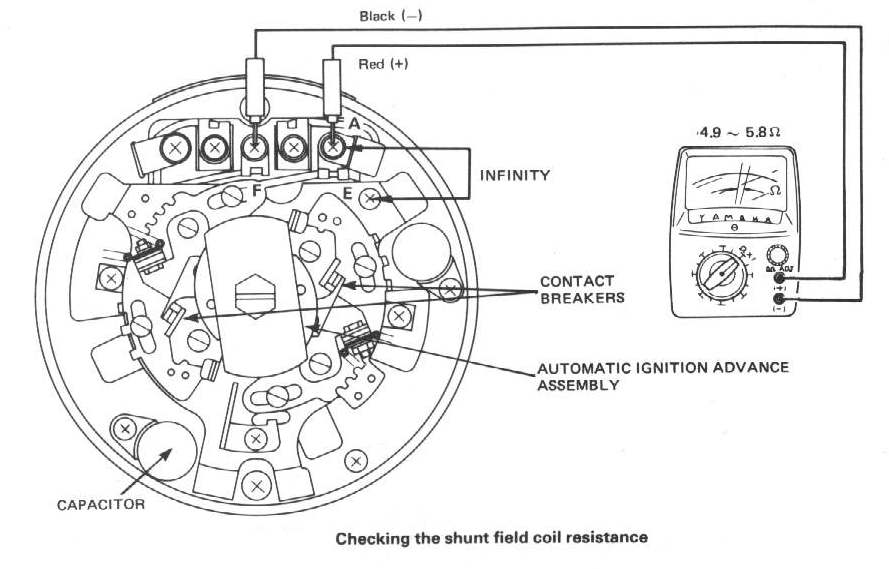 Black (—)
Red (+)
A
F
E
INFINITY
4.9 ~ 5.8Ω
Ω
YAMAHA
Ω
+
0Ω ADJ
(+)
(—)
CONTACT
BREAKERS
AUTOMATIC IGNITION ADVANCE
ASSEMBLY
CAPACITOR
Checking the shunt field coil resistance